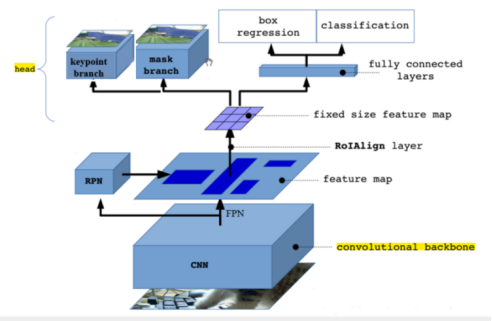 box
regression
classification
keypoint
branch
mask
branch
head
fully connected
layers
fixed size feature map
RoIAlign layer
RPN
feature map
FPN
convolutional backbone
CNN